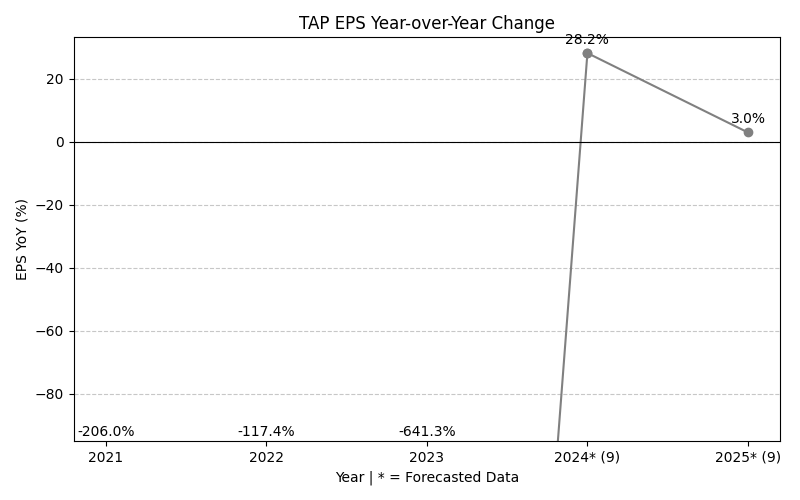 TAP EPS Year-over-Year Change
28.2%
20
3.0%
0
−20
EPS YoY (%)
−40
−60
−80
-206.0% -117.4% -641.3%
2021 2022 2023 2024* (9) 2025* (9)
Year | * = Forecasted Data